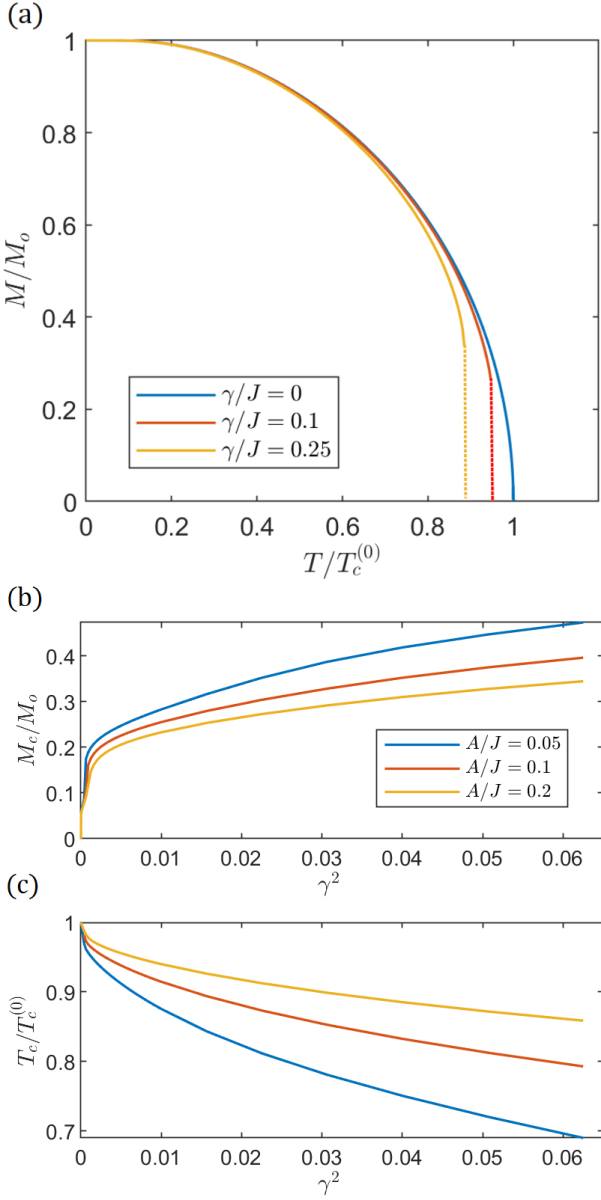 (a)
1
0.8
0.6
0.4
0.2
0
M/M_o
γ/J = 0
γ/J = 0.1
γ/J = 0.25
0 0.2 0.4 0.6 0.8 1
T/T_c^{(0)}
(b)
0.4
0.3
0.2
0.1
0
M_c/M_o
A/J = 0.05
A/J = 0.1
A/J = 0.2
0 0.01 0.02 0.03 0.04 0.05 0.06
γ²
(c)
1
0.9
0.8
0.7
T_c/T_c^{(0)}
0 0.01 0.02 0.03 0.04 0.05 0.06
γ²